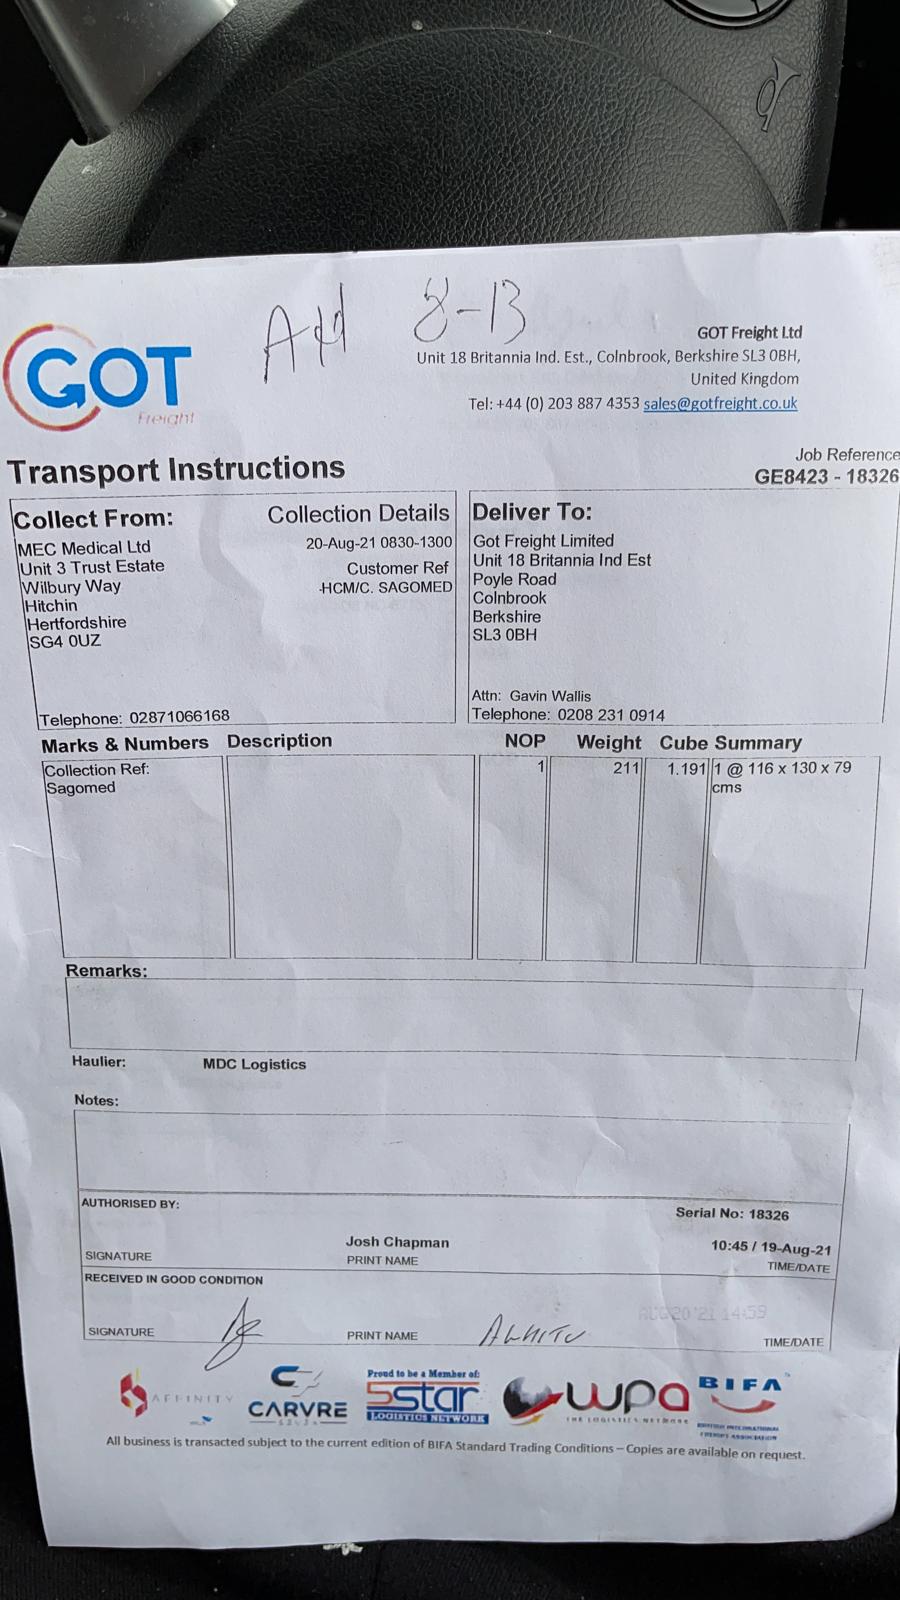 8-13
GOT
Freight
GOT Freight Ltd
Unit 18 Britannia Ind. Est., Colnbrook, Berkshire SL3 0BH,
United Kingdom
Tel: +44 (0) 203 887 4353 sales@gotfreight.co.uk
Transport Instructions
Job Reference
GE8423 - 18326
Collect From:
Collection Details
MEC Medical Ltd
20-Aug-21 0830-1300
Unit 3 Trust Estate
Customer Ref
Wilbury Way
-HCM/C. SAGOMED
Hitchin
Hertfordshire
SG4 0UZ
Telephone: 02871066168
Deliver To:
Got Freight Limited
Unit 18 Britannia Ind Est
Poyle Road
Colnbrook
Berkshire
SL3 0BH
Attn: Gavin Wallis
Telephone: 0208 231 0914
Marks & Numbers Description NOP Weight Cube Summary
Collection Ref: 1 211 1.191 1 @ 116 x 130 x 79
Sagomed cms
Remarks:
Haulier: MDC Logistics
Notes:
AUTHORISED BY:
Serial No: 18326
Josh Chapman 10:45 / 19-Aug-21
SIGNATURE PRINT NAME TIME/DATE
RECEIVED IN GOOD CONDITION
AUG 20 '21 14:59
SIGNATURE PRINT NAME TIME/DATE
AFFINITY
CARVRE
Proud to be a Member of:
5star
LOGISTICS NETWORK
wpa
THE LOGISTICS NETWORK
BIFA
BRITISH INTERNATIONAL
FREIGHT ASSOCIATION
All business is transacted subject to the current edition of BIFA Standard Trading Conditions – Copies are available on request.